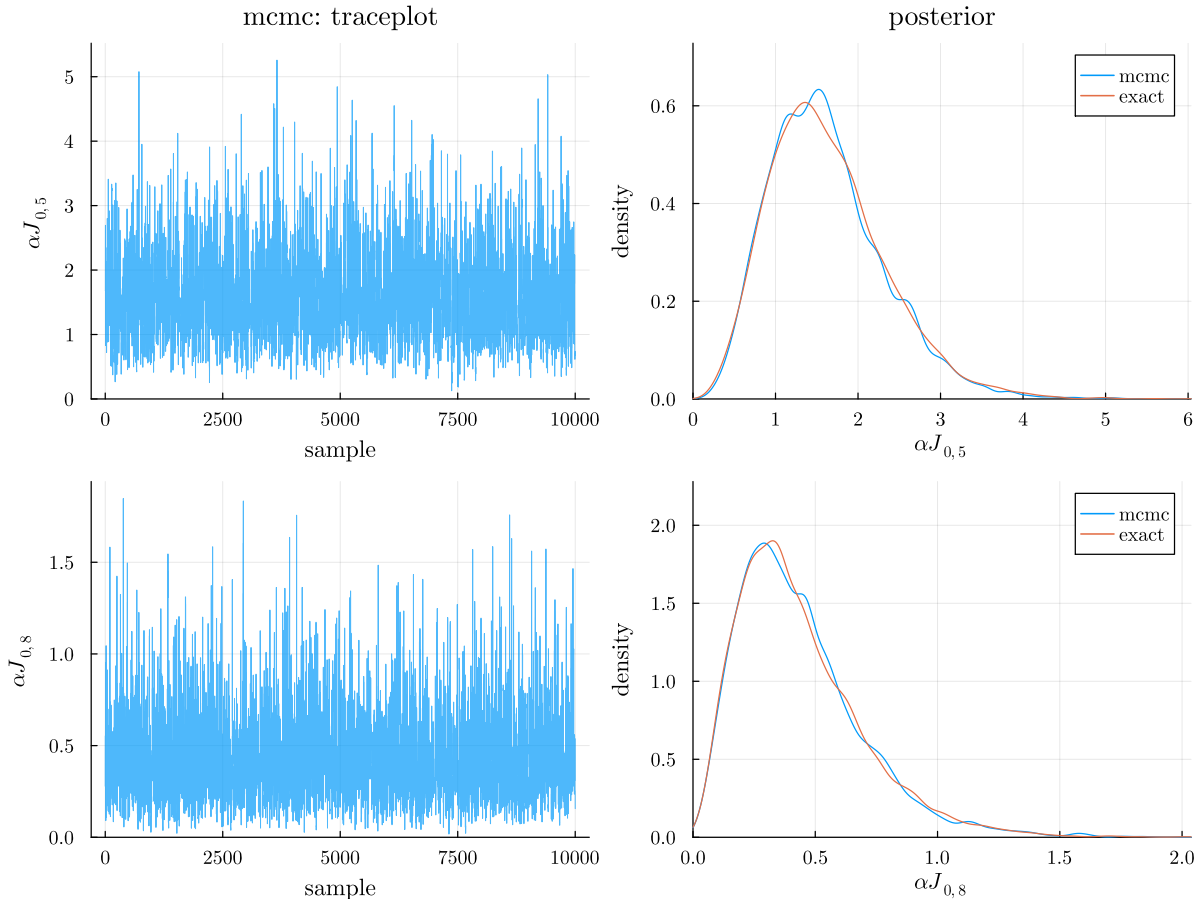 mcmc: traceplot
αJ₀,₅
5
4
3
2
1
0
0 2500 5000 7500 10000
sample
posterior
density
0.6
0.4
0.2
0.0
mcmc
exact
0 1 2 3 4 5 6
αJ₀,₅
αJ₀,₈
1.5
1.0
0.5
0.0
0 2500 5000 7500 10000
sample
density
2.0
1.5
1.0
0.5
0.0
mcmc
exact
0.0 0.5 1.0 1.5 2.0
αJ₀,₈